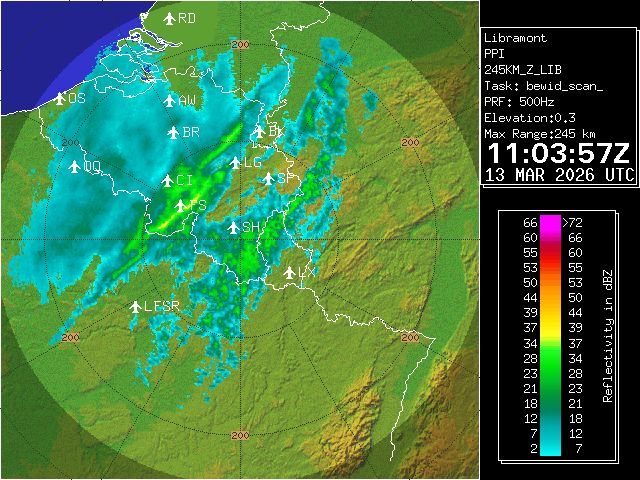 Libramont
PPI
245KM_Z_LIB
Task: bewid_scan_
PRF: 500Hz
Elevation:0.3
Max Range:245 km
11:03:57Z
13 MAR 2026 UTC
RD
200
OS
AW
BR
BK
200
200
QQ
LG
CI
SP
FS
SH
LX
LFSR
200
200
200
66 >72
60 66
55 60
53 55
50 53
44 50
39 44
37 39
34 37
28 34
23 28
21 23
18 21
12 18
7 12
2 7
Reflectivity in dBZ